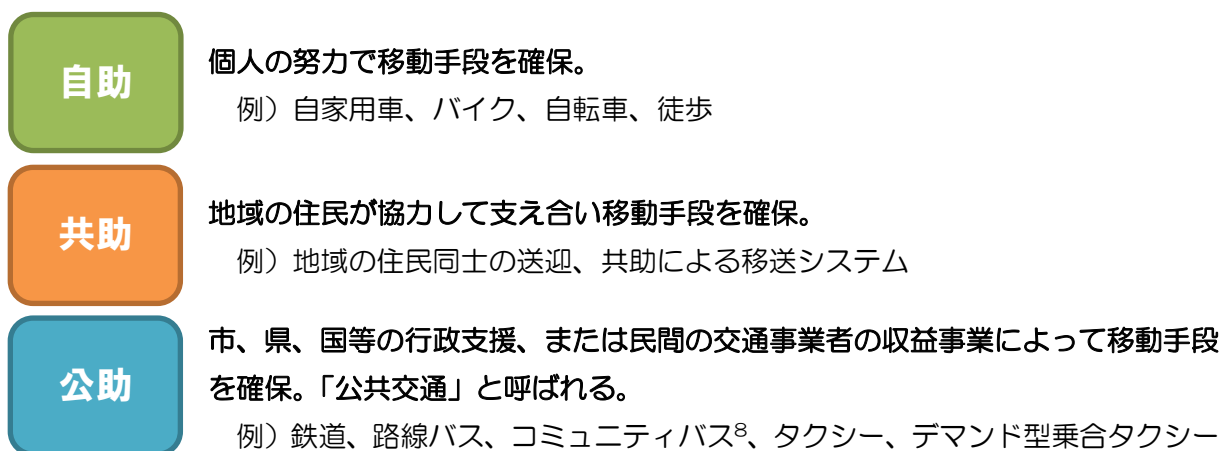 自助
個人の努力で移動手段を確保。
例）自家用車、バイク、自転車、徒歩
共助
地域の住民が協力して支え合い移動手段を確保。
例）地域の住民同士の送迎、共助による移送システム
公助
市、県、国等の行政支援、または民間の交通事業者の収益事業によって移動手段
を確保。「公共交通」と呼ばれる。
例）鉄道、路線バス、コミュニティバス8、タクシー、デマンド型乗合タクシー